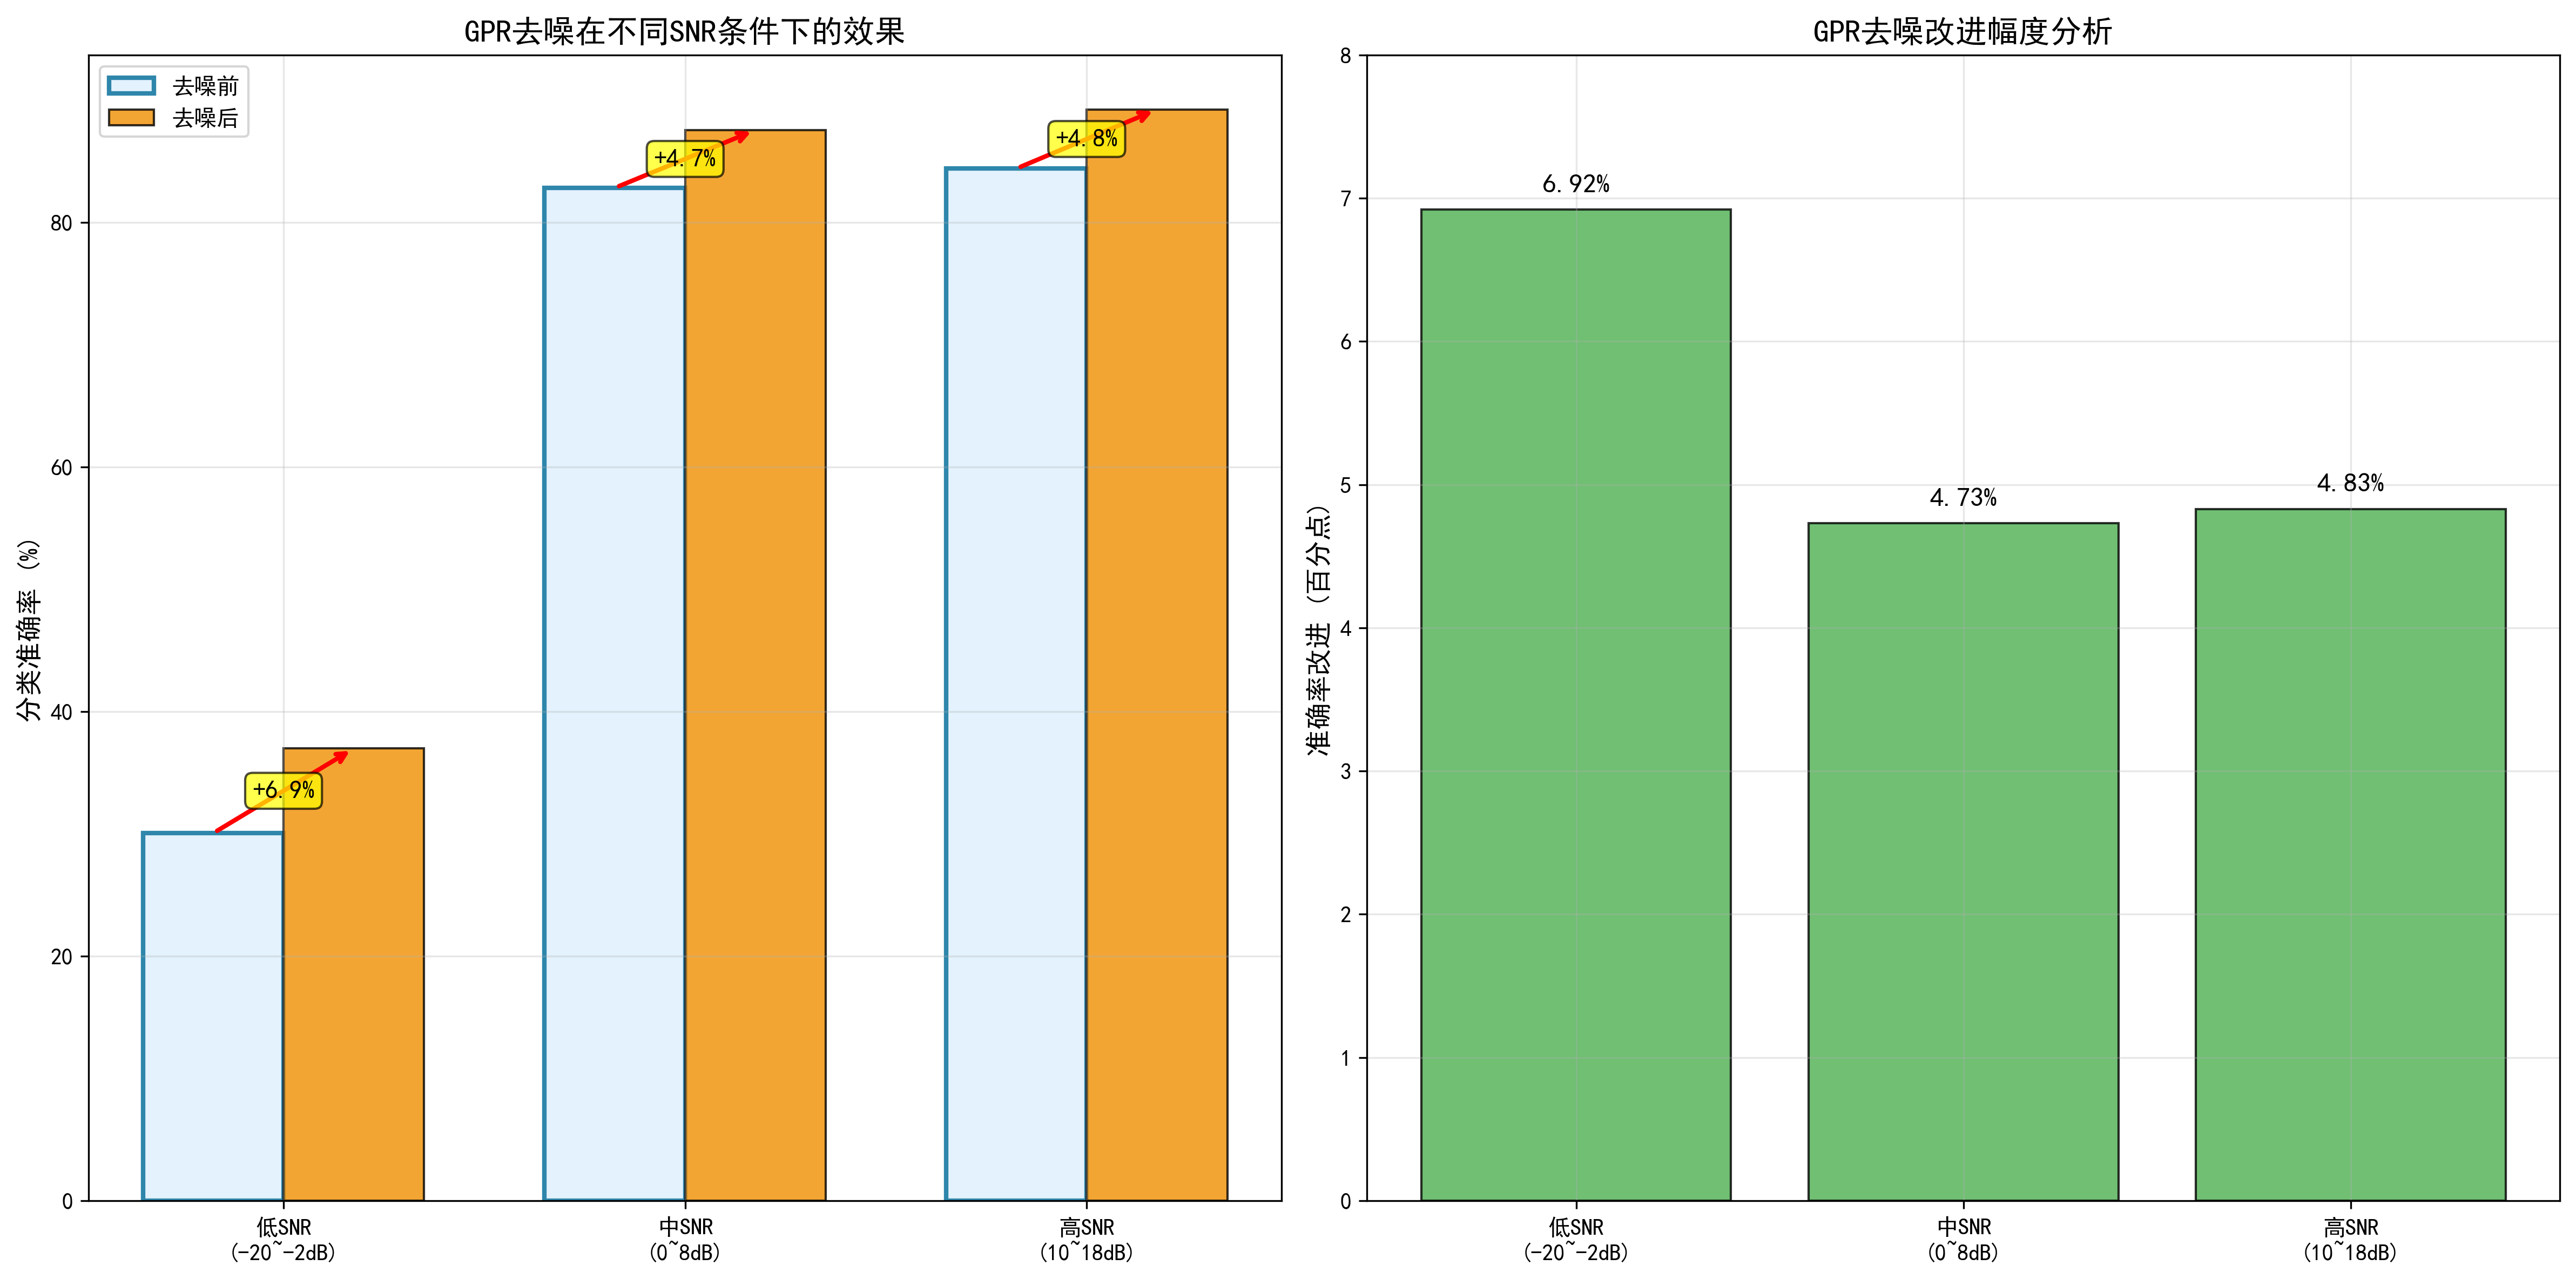 GPR去噪在不同SNR条件下的效果
去噪前
去噪后
分类准确率 (%)
80
60
40
20
0
+6.9%
+4.7%
+4.8%
低SNR
(-20~-2dB)
中SNR
(0~8dB)
高SNR
(10~18dB)
GPR去噪改进幅度分析
准确率改进 (百分点)
8
7
6
5
4
3
2
1
0
6.92%
4.73%
4.83%
低SNR
(-20~-2dB)
中SNR
(0~8dB)
高SNR
(10~18dB)